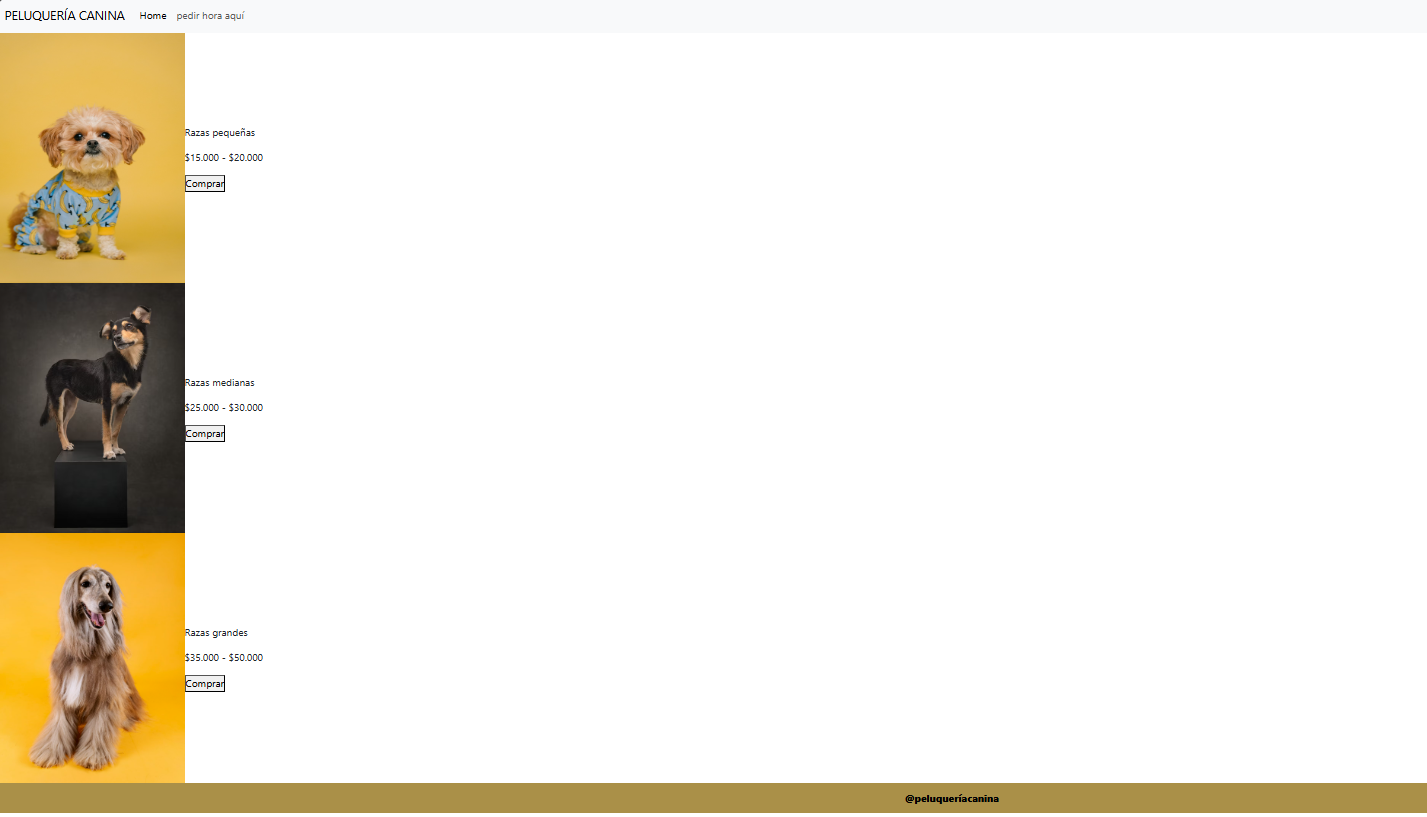 PELUQUERÍA CANINA Home pedir hora aquí
Razas pequeñas
$15.000 - $20.000
Comprar
Razas medianas
$25.000 - $30.000
Comprar
Razas grandes
$35.000 - $50.000
Comprar
@peluqueríacanina